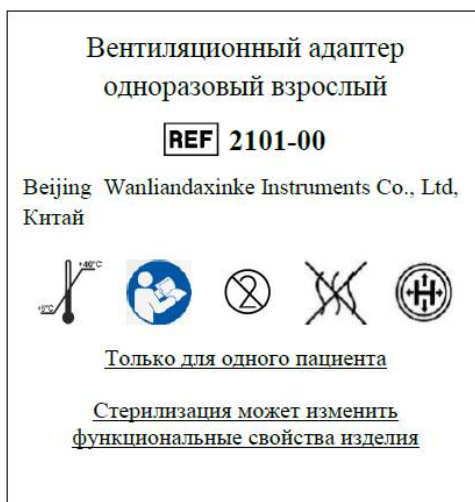 Вентиляционный адаптер
одноразовый взрослый
REF 2101-00
Beijing Wanliandaxinke Instruments Co., Ltd,
Китай
+40°C
+5°C
2
Только для одного пациента
Стерилизация может изменить
функциональные свойства изделия